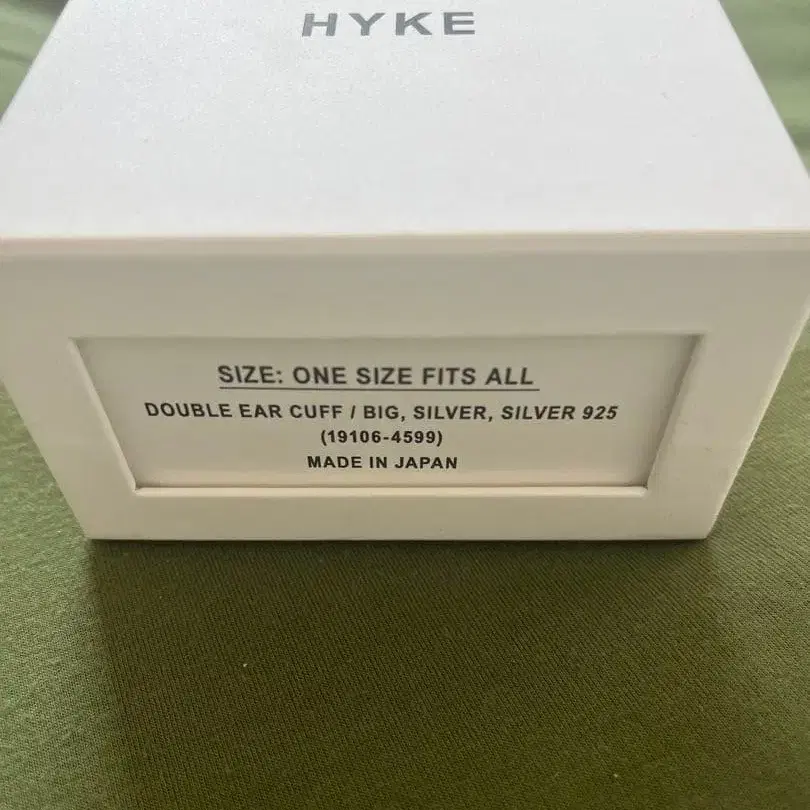 HYKE
SIZE: ONE SIZE FITS ALL
DOUBLE EAR CUFF / BIG, SILVER, SILVER 925
(19106-4599)
MADE IN JAPAN